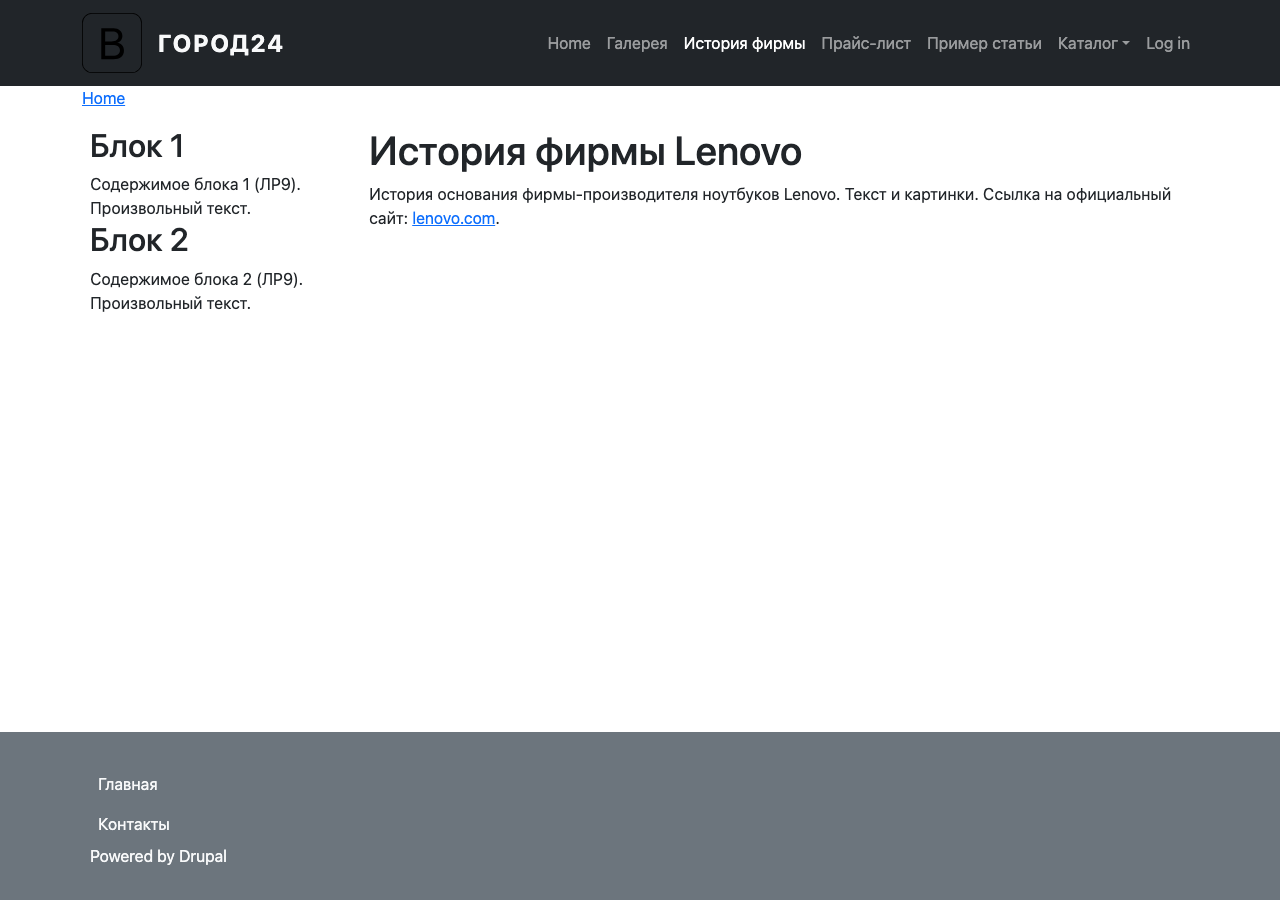 B
ГОРОД24
Home Галерея История фирмы Прайс-лист Пример статьи Каталог Log in
Home
Блок 1
Содержимое блока 1 (ЛР9).
Произвольный текст.
Блок 2
Содержимое блока 2 (ЛР9).
Произвольный текст.
История фирмы Lenovo
История основания фирмы-производителя ноутбуков Lenovo. Текст и картинки. Ссылка на официальный
сайт: lenovo.com.
Главная
Контакты
Powered by Drupal